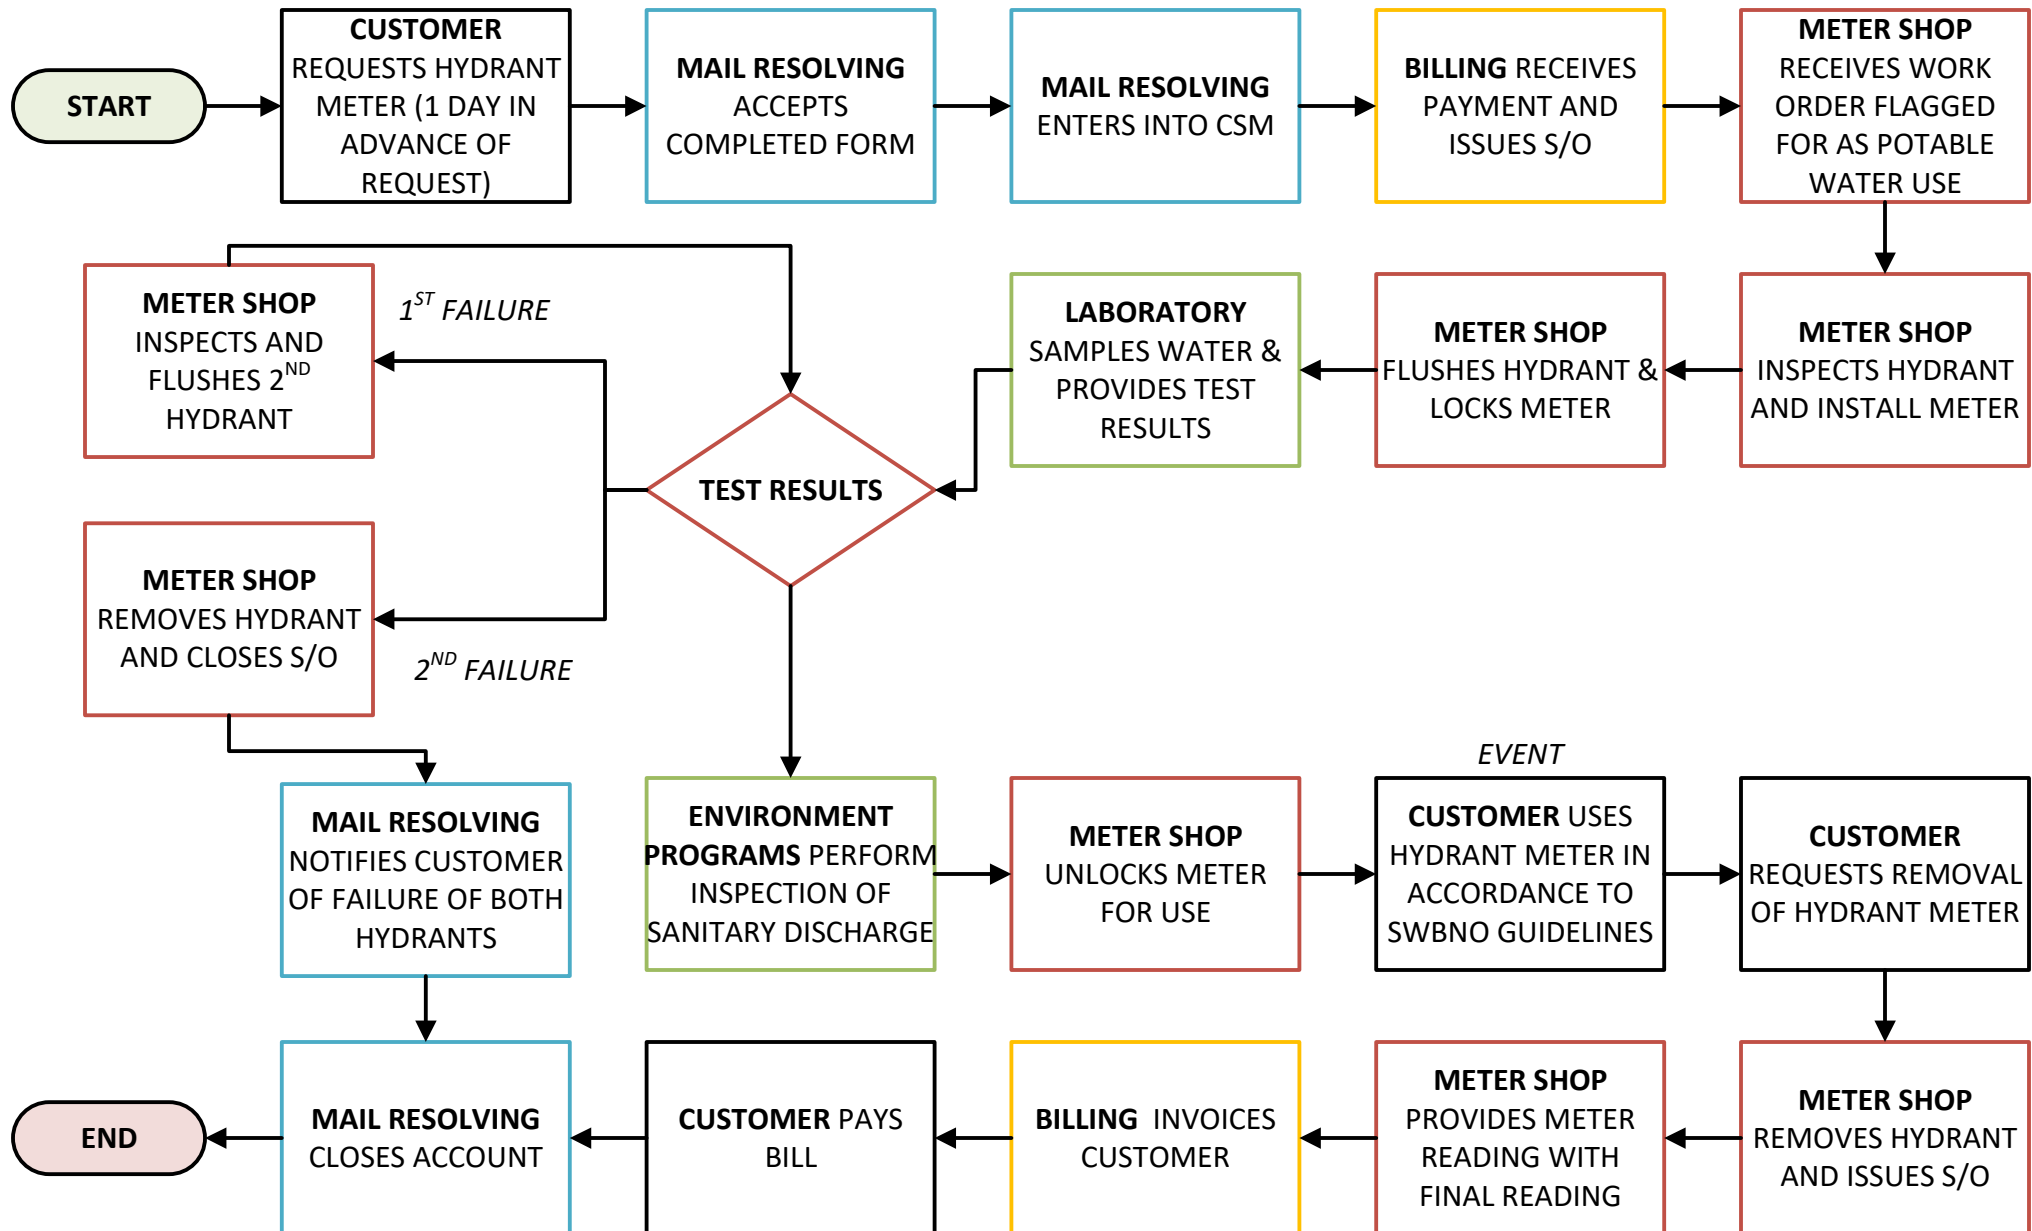 START
CUSTOMER
REQUESTS HYDRANT
METER (1 DAY IN
ADVANCE OF
REQUEST)
MAIL RESOLVING
ACCEPTS
COMPLETED FORM
MAIL RESOLVING
ENTERS INTO CSM
BILLING RECEIVES
PAYMENT AND
ISSUES S/O
METER SHOP
RECEIVES WORK
ORDER FLAGGED
FOR AS POTABLE
WATER USE
METER SHOP
INSPECTS HYDRANT
AND INSTALL METER
METER SHOP
FLUSHES HYDRANT &
LOCKS METER
LABORATORY
SAMPLES WATER &
PROVIDES TEST
RESULTS
TEST RESULTS
1ST FAILURE
METER SHOP
INSPECTS AND
FLUSHES 2ND
HYDRANT
2ND FAILURE
METER SHOP
REMOVES HYDRANT
AND CLOSES S/O
MAIL RESOLVING
NOTIFIES CUSTOMER
OF FAILURE OF BOTH
HYDRANTS
ENVIRONMENT
PROGRAMS PERFORM
INSPECTION OF
SANITARY DISCHARGE
METER SHOP
UNLOCKS METER
FOR USE
EVENT
CUSTOMER USES
HYDRANT METER IN
ACCORDANCE TO
SWBNO GUIDELINES
CUSTOMER
REQUESTS REMOVAL
OF HYDRANT METER
METER SHOP
REMOVES HYDRANT
AND ISSUES S/O
METER SHOP
PROVIDES METER
READING WITH
FINAL READING
BILLING INVOICES
CUSTOMER
CUSTOMER PAYS
BILL
MAIL RESOLVING
CLOSES ACCOUNT
END